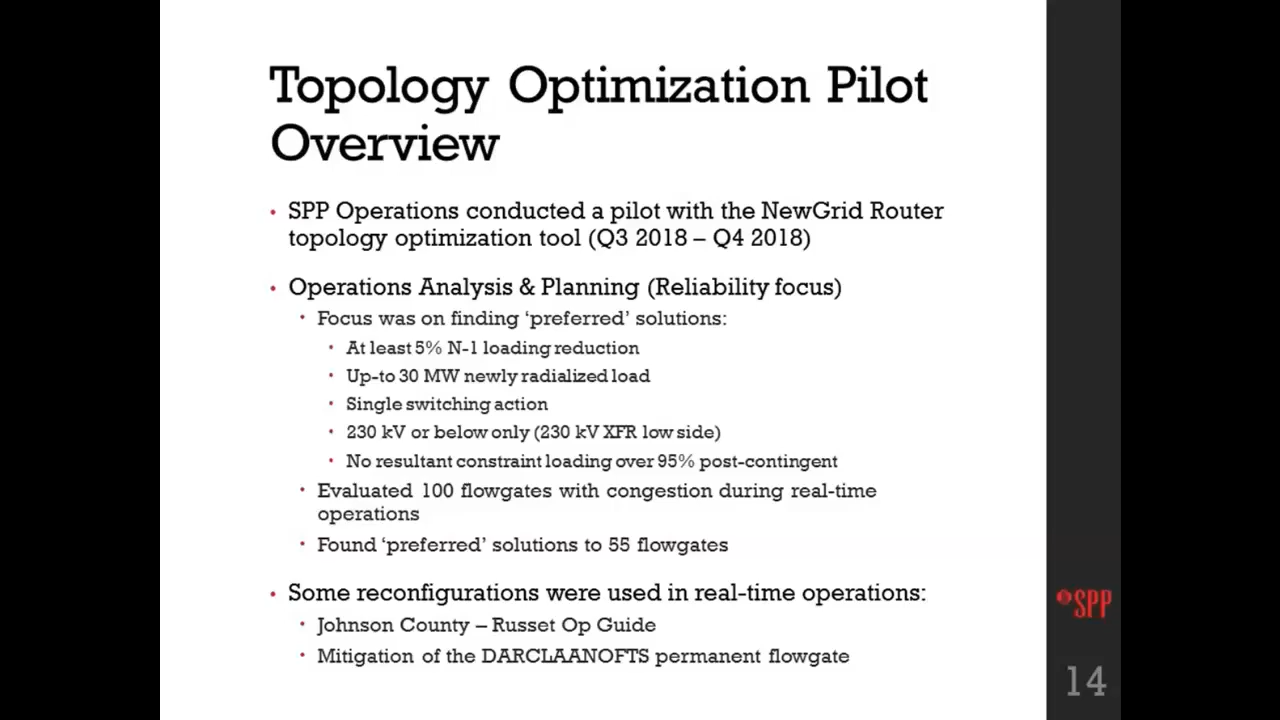 Topology Optimization Pilot
Overview
• SPP Operations conducted a pilot with the NewGrid Router
topology optimization tool (Q3 2018 – Q4 2018)
• Operations Analysis & Planning (Reliability focus)
• Focus was on finding ‘preferred’ solutions:
• At least 5% N-1 loading reduction
• Up-to 30 MW newly radialized load
• Single switching action
• 230 kV or below only (230 kV XFR low side)
• No resultant constraint loading over 95% post-contingent
• Evaluated 100 flowgates with congestion during real-time
operations
• Found ‘preferred’ solutions to 55 flowgates
• Some reconfigurations were used in real-time operations:
• Johnson County – Russet Op Guide
• Mitigation of the DARCLAANOFTS permanent flowgate
SPP
14